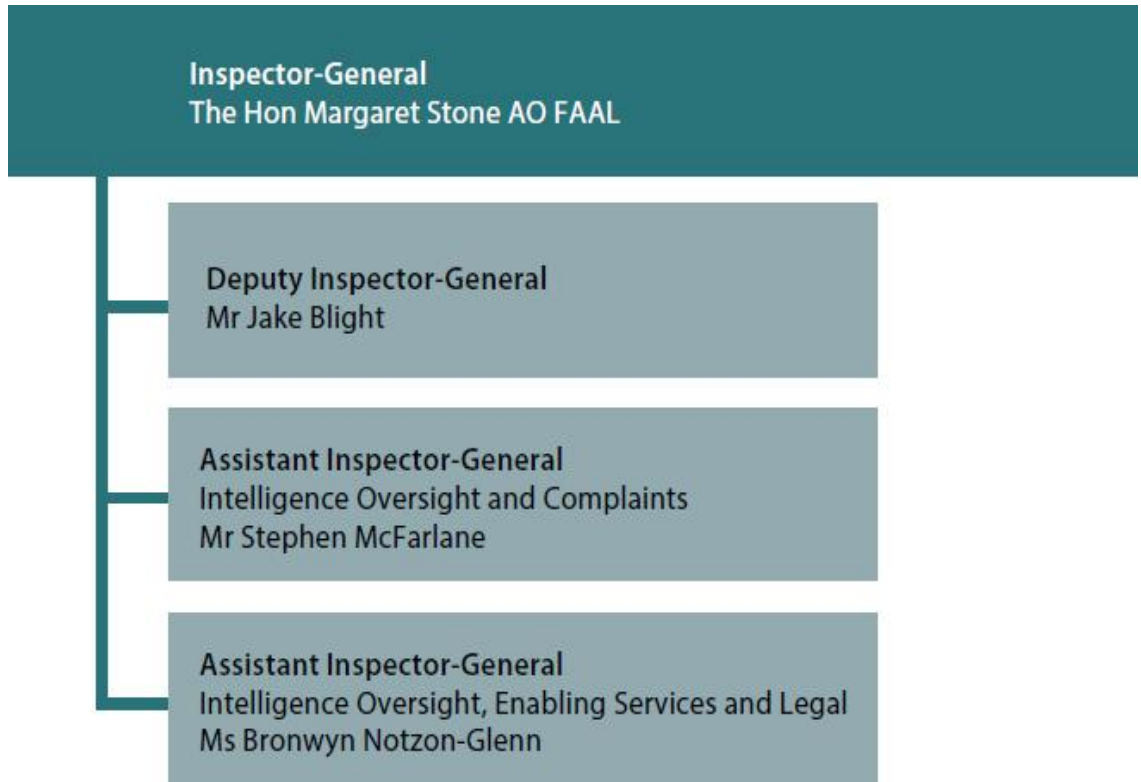 Inspector-General
The Hon Margaret Stone AO FAAL
Deputy Inspector-General
Mr Jake Blight
Assistant Inspector-General
Intelligence Oversight and Complaints
Mr Stephen McFarlane
Assistant Inspector-General
Intelligence Oversight, Enabling Services and Legal
Ms Bronwyn Notzon-Glenn